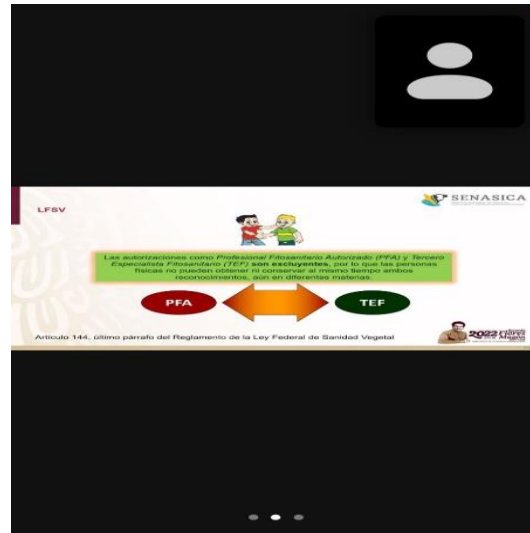 SENASICA
LFSV
Las autorizaciones como Profesional Fitosanitario Autorizado (PFA) y Tercero
Especialista Fitosanitario (TEF) son excluyentes, por lo que las personas
físicas no pueden obtener ni conservar al mismo tiempo ambos
reconocimientos, aún en diferentes materias.
PFA
TEF
Artículo 144, último párrafo del Reglamento de la Ley Federal de Sanidad Vegetal
2022 Flores
Magón